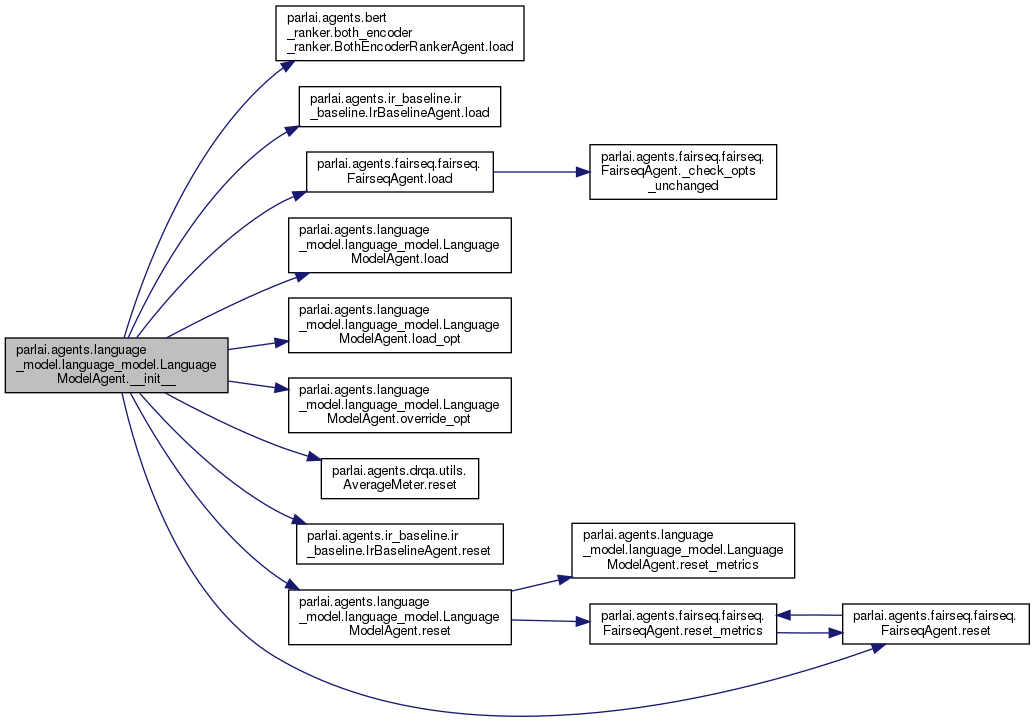 parlai.agents.bert
_ranker.both_encoder
_ranker.BothEncoderRankerAgent.load
parlai.agents.ir_baseline.ir
_baseline.IrBaselineAgent.load
parlai.agents.fairseq.fairseq.
FairseqAgent.load
parlai.agents.fairseq.fairseq.
FairseqAgent._check_opts
_unchanged
parlai.agents.language
_model.language_model.Language
ModelAgent.load
parlai.agents.language
_model.language_model.Language
ModelAgent.load_opt
parlai.agents.language
_model.language_model.Language
ModelAgent.__init__
parlai.agents.language
_model.language_model.Language
ModelAgent.override_opt
parlai.agents.drqa.utils.
AverageMeter.reset
parlai.agents.ir_baseline.ir
_baseline.IrBaselineAgent.reset
parlai.agents.language
_model.language_model.Language
ModelAgent.reset_metrics
parlai.agents.language
_model.language_model.Language
ModelAgent.reset
parlai.agents.fairseq.fairseq.
FairseqAgent.reset_metrics
parlai.agents.fairseq.fairseq.
FairseqAgent.reset